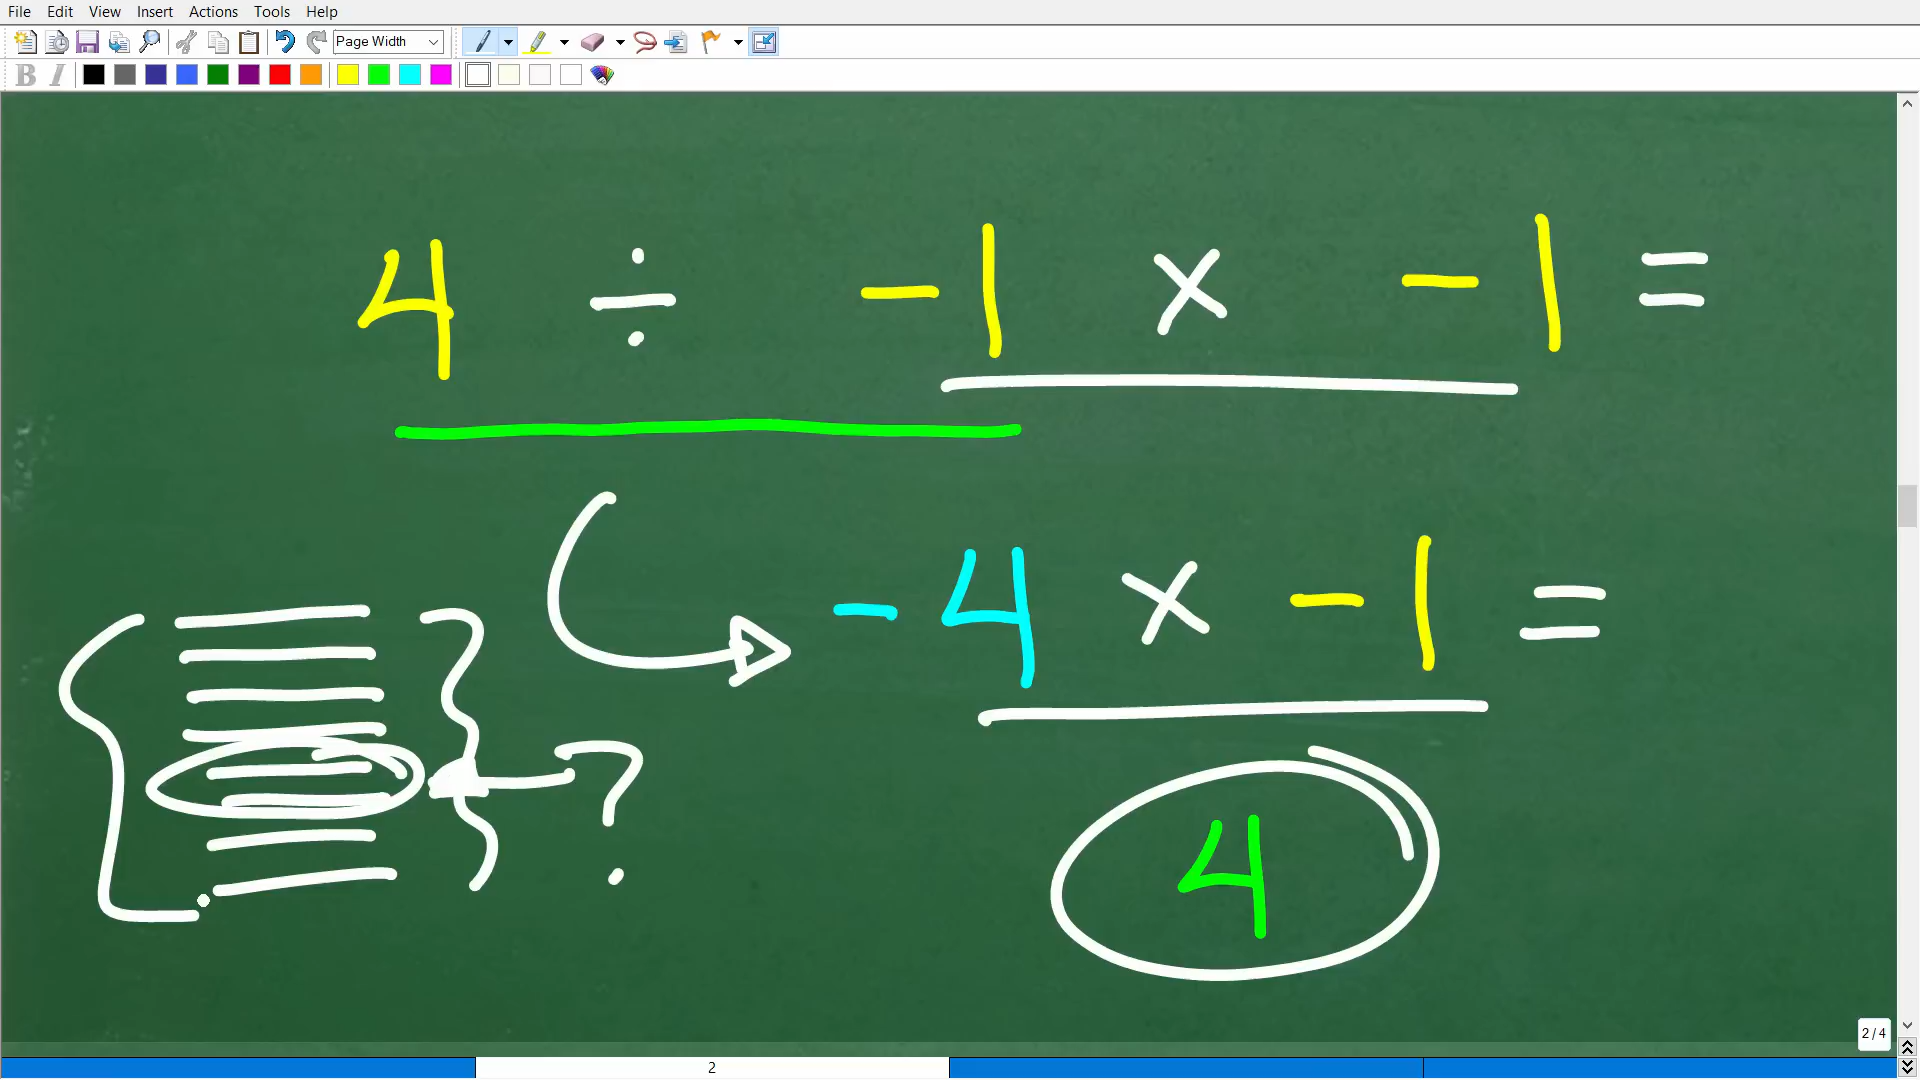 File Edit View Insert Actions Tools Help
Page Width
B I
4 ÷ -1 × -1 =
-4 × -1 =
?
4
2 / 4
2